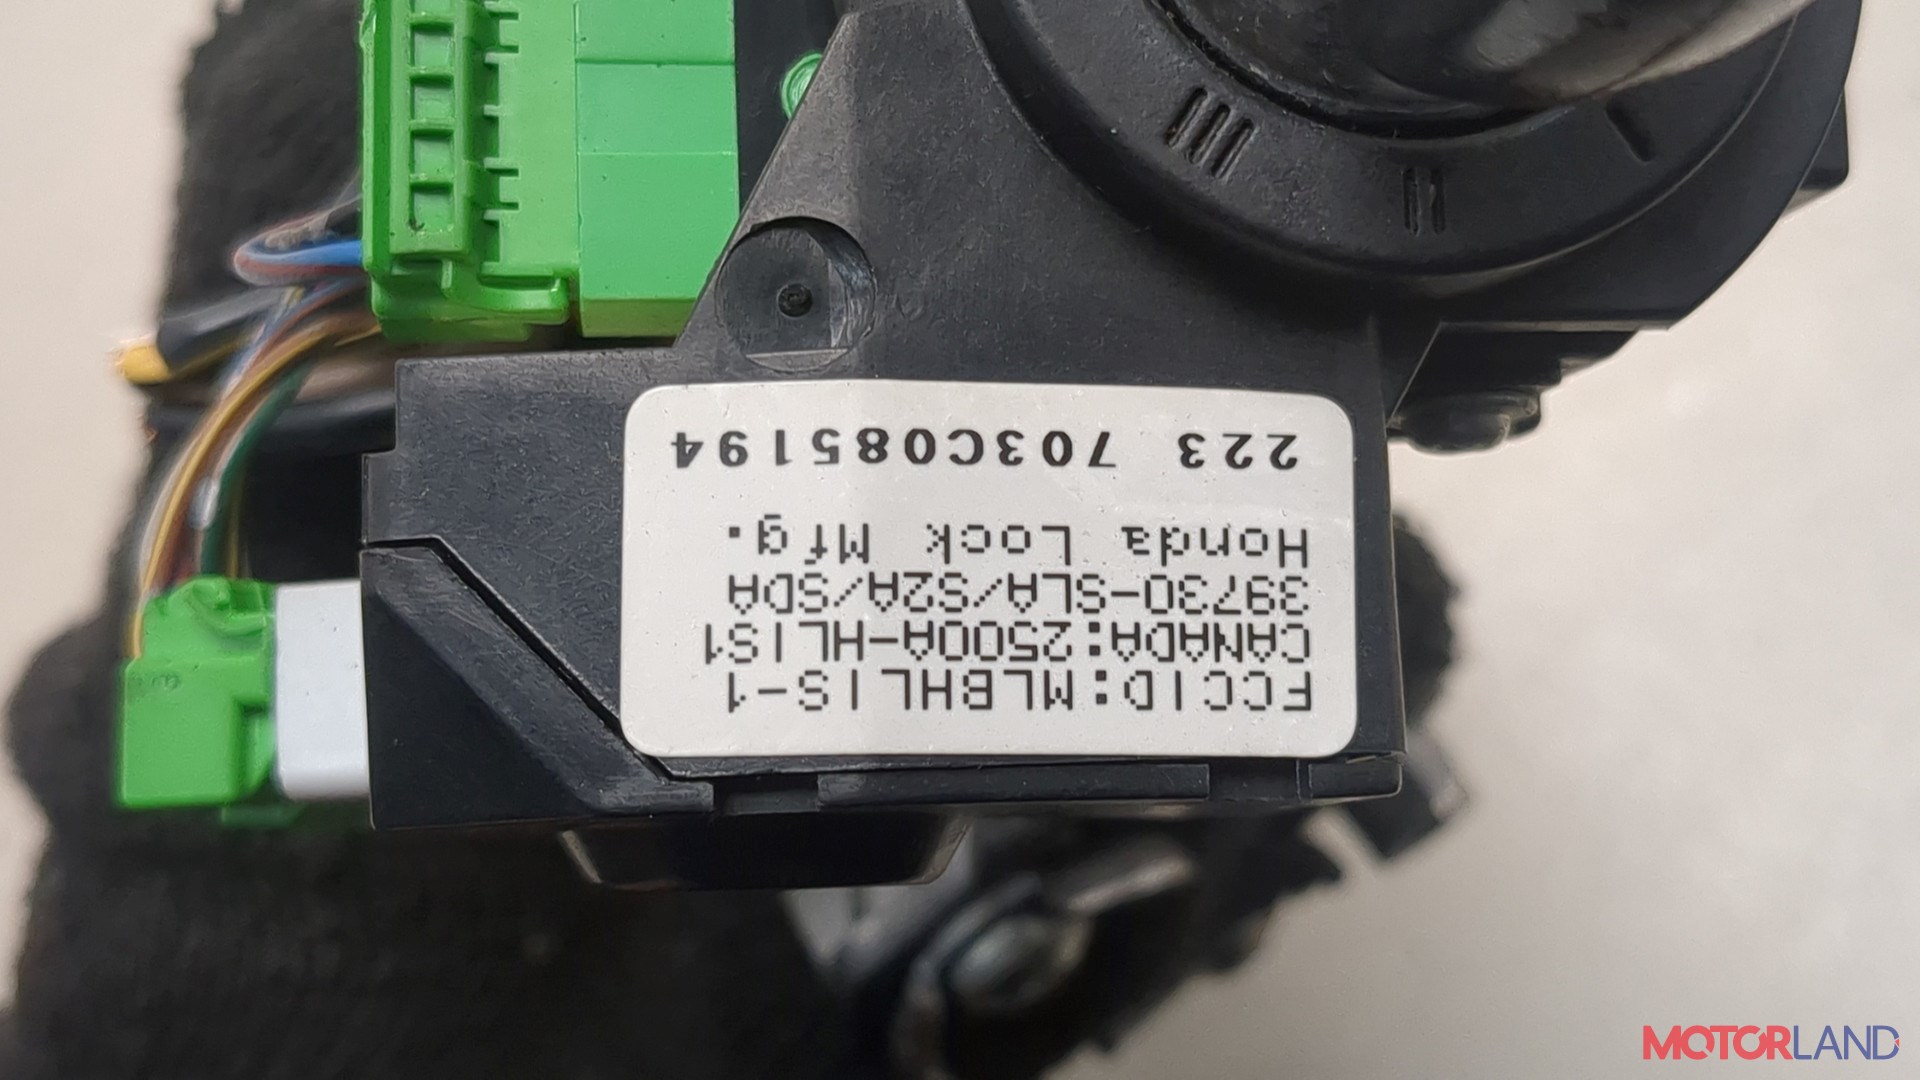 FCCID:MLBHLIS-1
CANADA:2500A-HLIS1
39730-SLA/S2A/SDA
Honda Lock Mfg.
223 703C085194
MOTORLAND